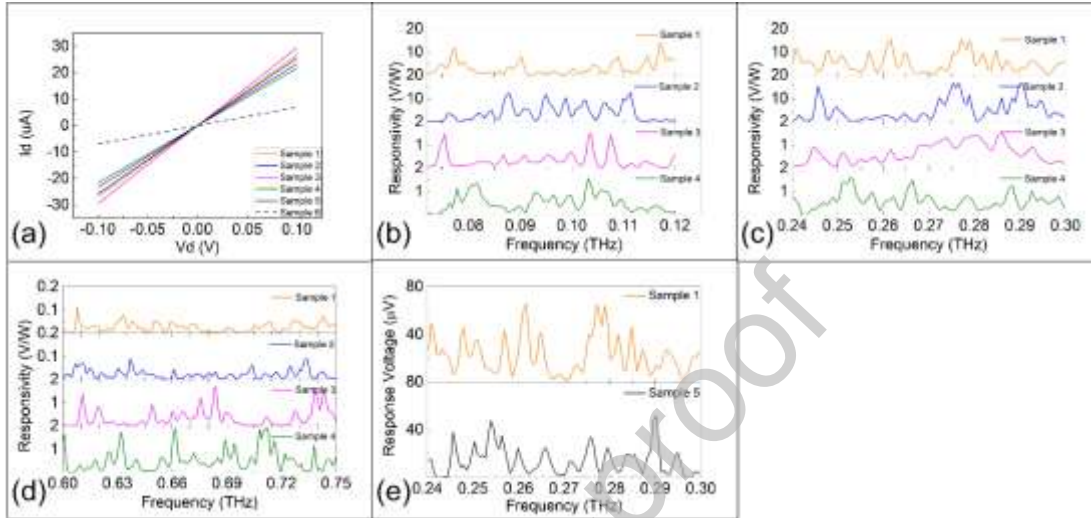 30
20
10
0
-10
-20
-30
Id (uA)
Sample 1
Sample 2
Sample 3
Sample 4
Sample 5
Sample 6
-0.10 -0.05 0.00 0.05 0.10
Vd (V)
(a)
20
10
20
10
2
1
2
1
Responsivity (V/W)
Sample 1
Sample 2
Sample 3
Sample 4
0.08 0.09 0.10 0.11 0.12
Frequency (THz)
(b)
20
10
20
10
2
1
2
1
Responsivity (V/W)
Sample 1
Sample 3
Sample 4
0.24 0.25 0.26 0.27 0.28 0.29 0.30
Frequency (THz)
(c)
0.2
0.1
0.2
0.1
2
1
2
1
Responsivity (V/W)
Sample 1
Sample 3
Sample 4
0.60 0.63 0.66 0.69 0.72 0.75
Frequency (THz)
(d)
80
40
80
40
Response Voltage (μV)
Sample 1
Sample 5
0.24 0.25 0.26 0.27 0.28 0.29 0.30
Frequency (THz)
(e)
proof